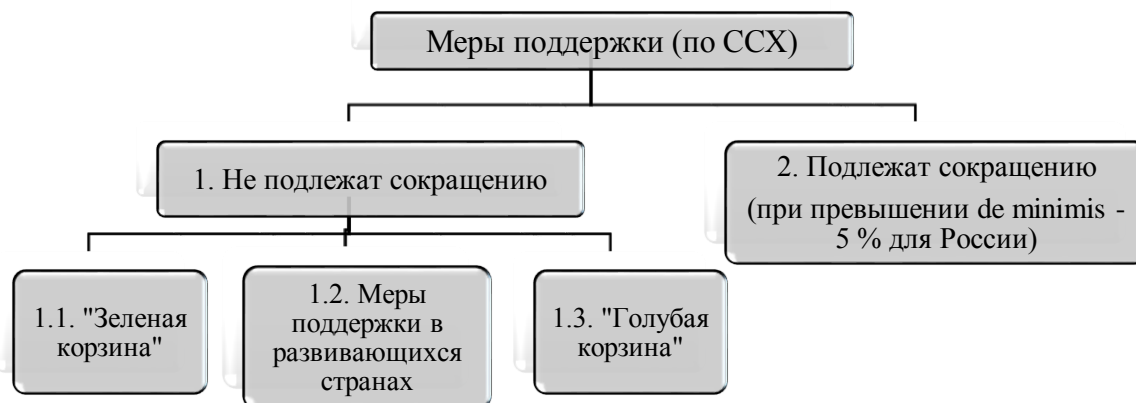 Меры поддержки (по ССХ)
1. Не подлежат сокращению
2. Подлежат сокращению
(при превышении de minimis -
5 % для России)
1.1. "Зеленая
корзина"
1.2. Меры
поддержки в
развивающихся
странах
1.3. "Голубая
корзина"